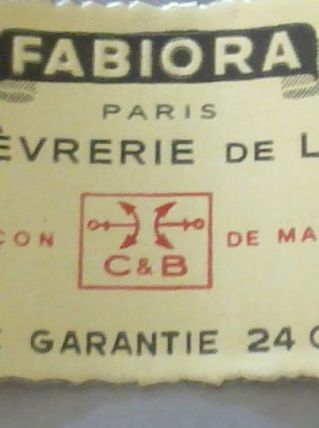 FABIORA
PARIS
ÈVRERIE DE L
ÇON
DE MA
C&B
E GARANTIE 24 C